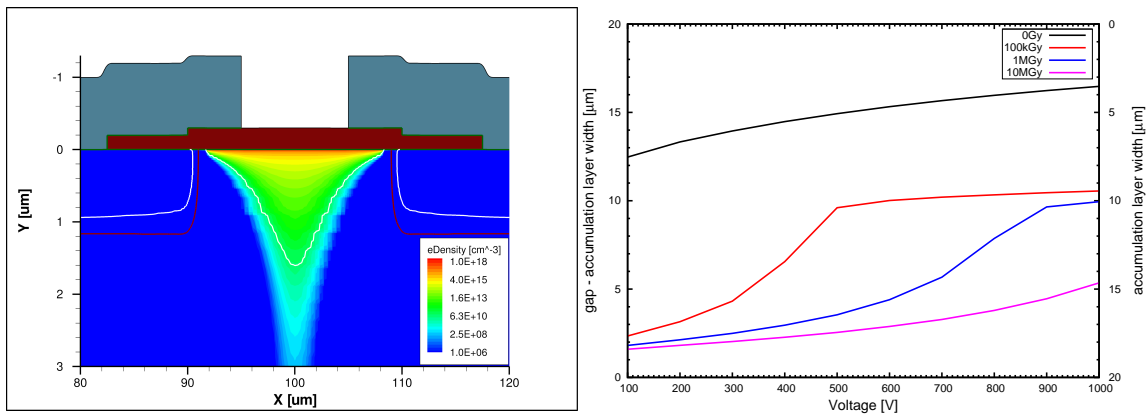 -1
0
1
2
3
Y [um]
80
90
100
110
120
X [um]
eDensity [cm^-3]
1.0E+18
4.0E+15
1.6E+13
6.3E+10
2.5E+08
1.0E+06
20
15
10
5
0
gap - accumulation layer width [µm]
0
5
10
15
20
accumulation layer width [µm]
0Gy
100kGy
1MGy
10MGy
100
200
300
400
500
600
700
800
900
1000
Voltage [V]